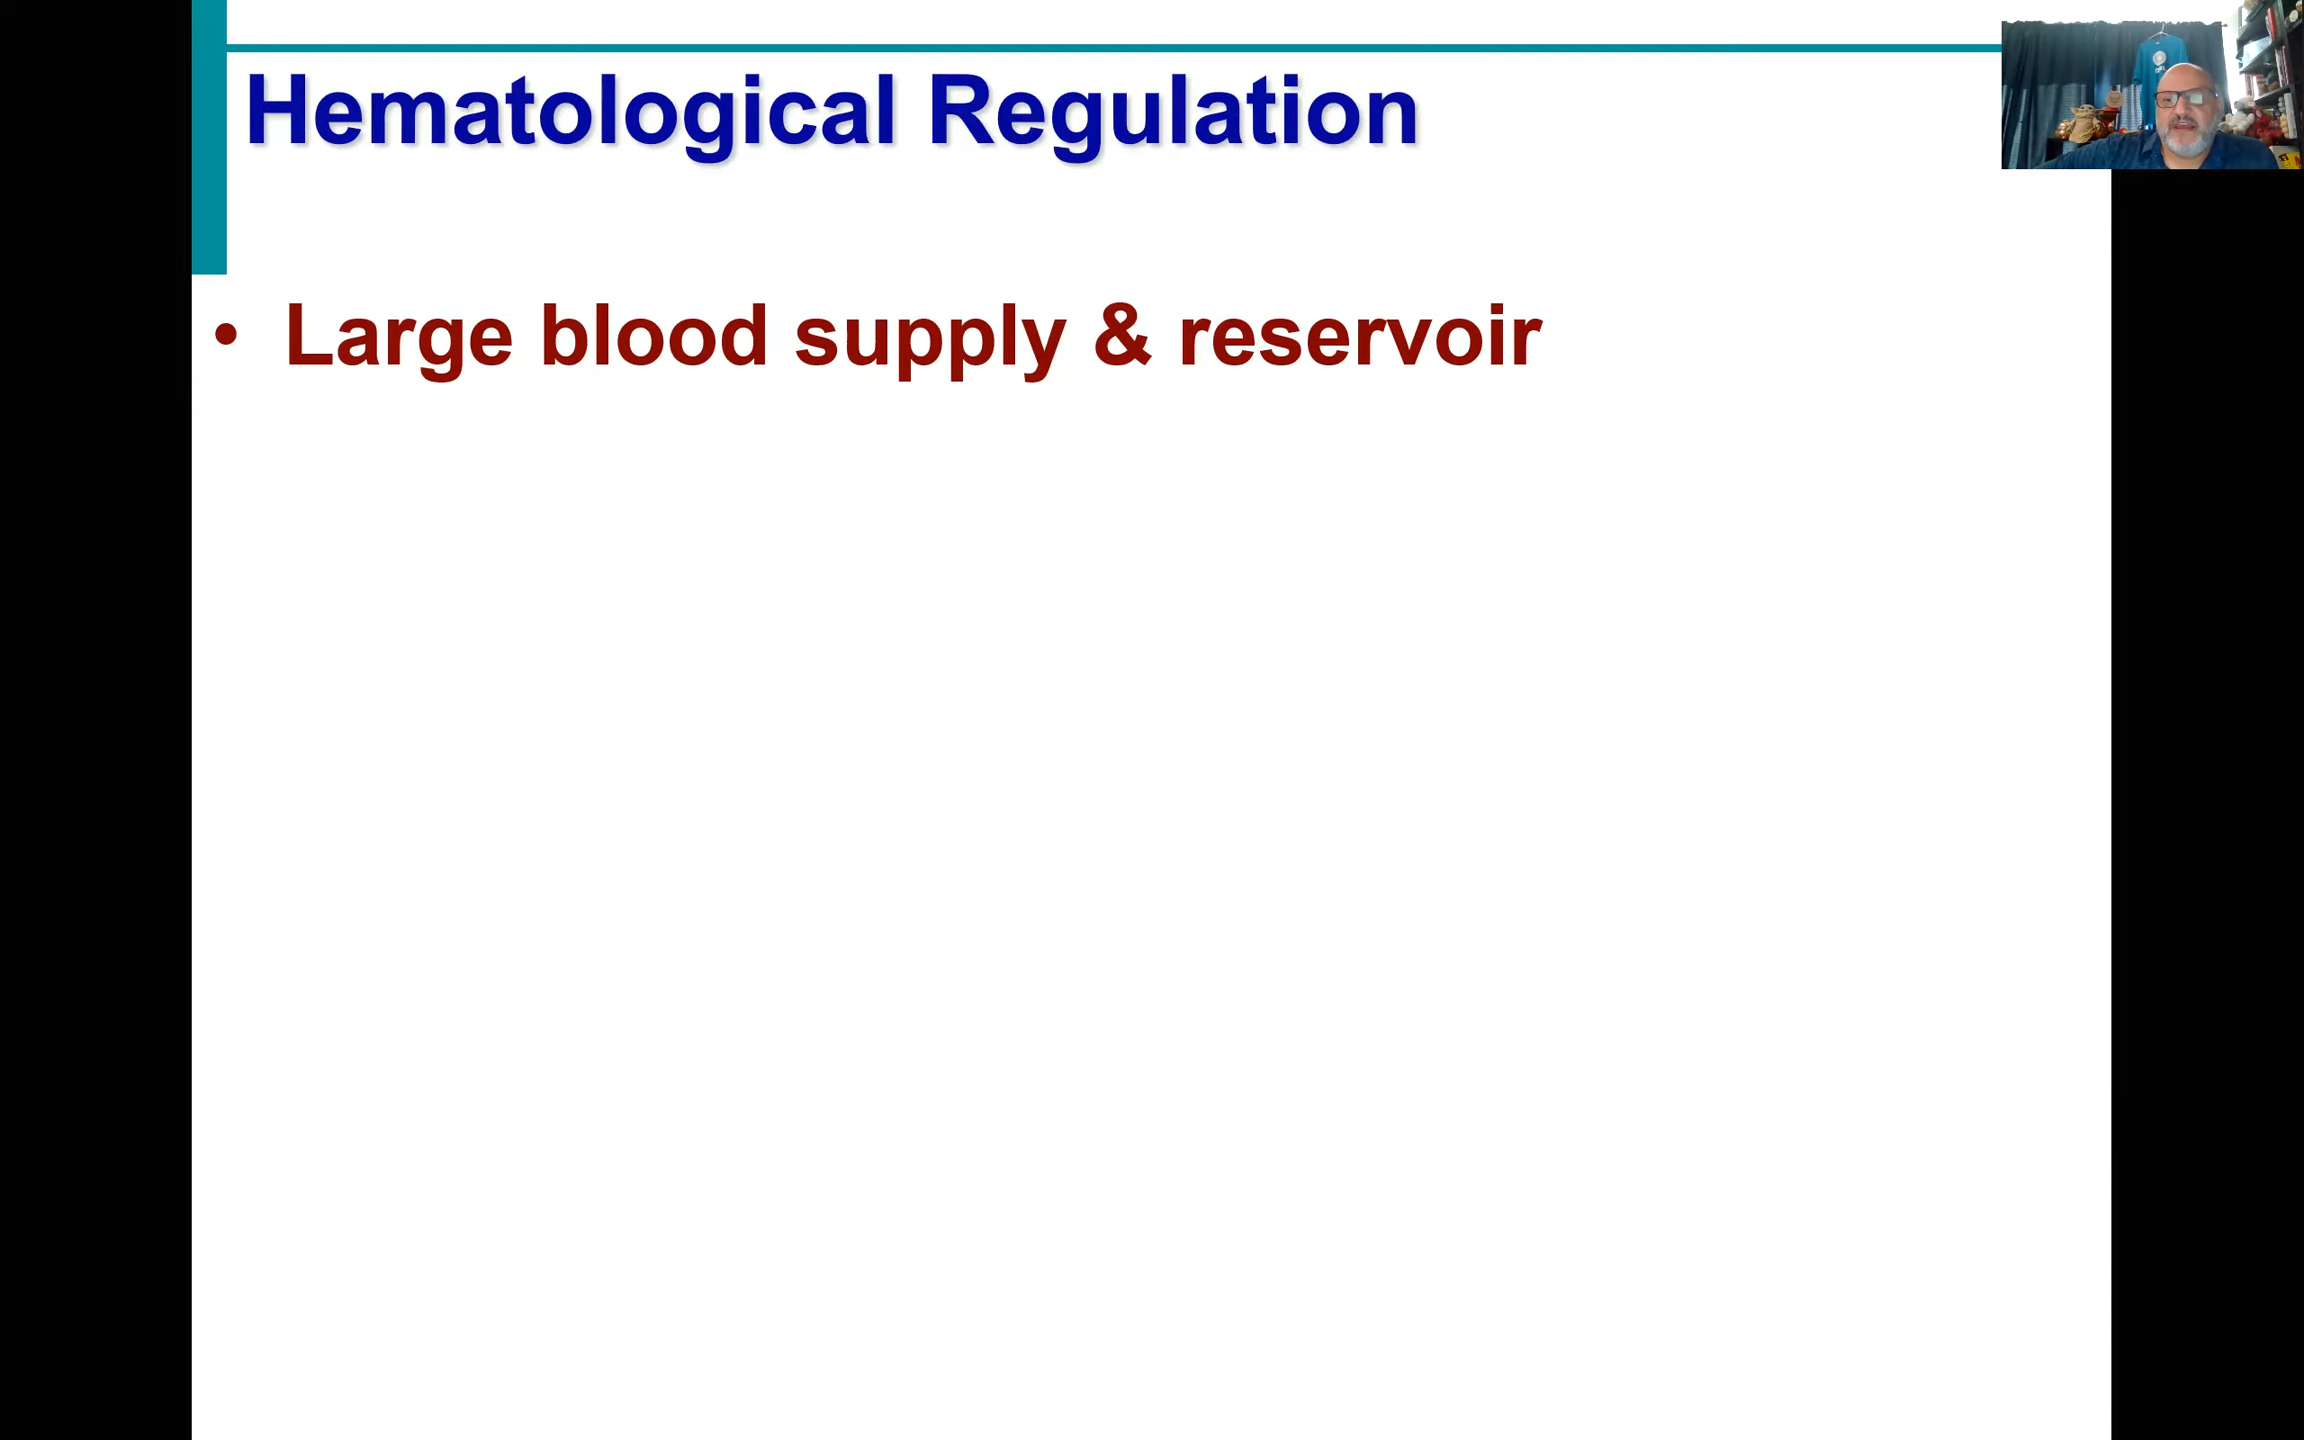 Hematological Regulation
• Large blood supply & reservoir